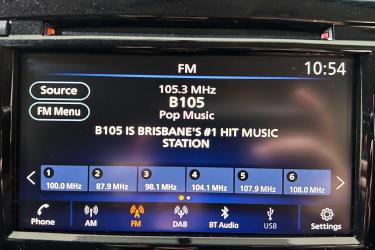 FM
10:54
Source
105.3 MHz
B105
Pop Music
FM Menu
B105 IS BRISBANE'S #1 HIT MUSIC
STATION
1 2 3 4 5 6
100.0 MHz 87.9 MHz 98.1 MHz 104.1 MHz 107.9 MHz 108.0 MHz
Phone AM FM DAB BT Audio USB Settings